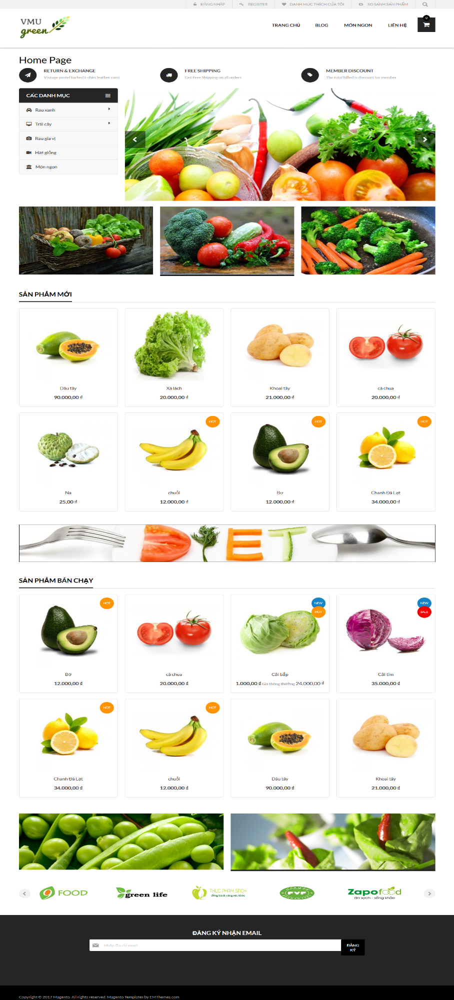 ĐĂNG NHẬP REGISTER DANH MỤC THÍCH CỦA TÔI SO SÁNH SẢN PHẨM
VMU
green
TRANG CHỦ BLOG MÓN NGON LIÊN HỆ 0
Home Page
RETURN & EXCHANGE
Vintage pastel tucked t-shirt leather cami
FREE SHIPPING
Get Free Shipping on all orders
MEMBER DISCOUNT
The total billed is discount for member
CÁC DANH MỤC
Rau xanh
Trái cây
Rau gia vị
Hạt giống
Món ngon
SẢN PHẨM MỚI
Dâu tây
90.000,00 ₫
Xà lách
20.000,00 ₫
Khoai tây
21.000,00 ₫
cà chua
20.000,00 ₫
Na
25,00 ₫
HOT
chuối
12.000,00 ₫
HOT
Bơ
12.000,00 ₫
HOT
Chanh Đà Lạt
34.000,00 ₫
DIET
SẢN PHẨM BÁN CHẠY
HOT
Bơ
12.000,00 ₫
cà chua
20.000,00 ₫
NEW
HOT
Cải bắp
1.000,00 ₫ Giá thông thường 24.000,00 ₫
NEW
SALE
Cải tím
35.000,00 ₫
HOT
Chanh Đà Lạt
34.000,00 ₫
HOT
chuối
12.000,00 ₫
Dâu tây
90.000,00 ₫
Khoai tây
21.000,00 ₫
FOOD
green life
THUC PHAM SACH
đồng hành cùng sức khỏe
FVF
Zapofood
ăn sạch - sống khỏe
ĐĂNG KÝ NHẬN EMAIL
Nhập địa chỉ email
ĐĂNG
KÝ
Copyright © 2017 Magento. All rights reserved. Magento Templates by EMThemes.com